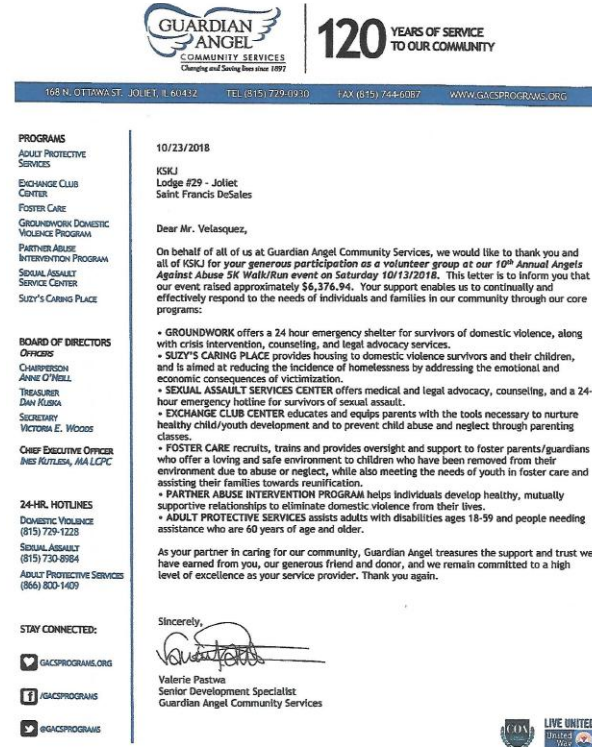 GUARDIAN
ANGEL
COMMUNITY SERVICES
Changing and Saving lives since 1897
120 YEARS OF SERVICE
TO OUR COMMUNITY
168 N. OTTAWA ST. JOLIET, IL 60432 TEL (815) 729-0930 FAX (815) 744-6087 WWW.GACSPROGRAMS.ORG
PROGRAMS
ADULT PROTECTIVE
SERVICES
EXCHANGE CLUB
CENTER
FOSTER CARE
GROUNDWORK DOMESTIC
VIOLENCE PROGRAM
PARTNER ABUSE
INTERVENTION PROGRAM
SEXUAL ASSAULT
SERVICE CENTER
SUZY'S CARING PLACE
BOARD OF DIRECTORS
OFFICERS
CHAIRPERSON
ANNE O'NEILL
TREASURER
DAN KUSKA
SECRETARY
VICTORIA E. WOODS
CHIEF EXECUTIVE OFFICER
INES KUTLESA, MA LCPC
24-HR. HOTLINES
DOMESTIC VIOLENCE
(815) 729-1228
SEXUAL ASSAULT
(815) 730-8984
ADULT PROTECTIVE SERVICES
(866) 800-1409
STAY CONNECTED:
GACSPROGRAMS.ORG
/GACSPROGRAMS
@GACSPROGRAMS
10/23/2018
KSKJ
Lodge #29 - Joliet
Saint Francis DeSales
Dear Mr. Velasquez,
On behalf of all of us at Guardian Angel Community Services, we would like to thank you and
all of KSKJ for your generous participation as a volunteer group at our 10th Annual Angels
Against Abuse 5K Walk/Run event on Saturday 10/13/2018. This letter is to inform you that
our event raised approximately $6,376.94. Your support enables us to continually and
effectively respond to the needs of individuals and families in our community through our core
programs:
• GROUNDWORK offers a 24 hour emergency shelter for survivors of domestic violence, along
with crisis intervention, counseling, and legal advocacy services.
• SUZY'S CARING PLACE provides housing to domestic violence survivors and their children,
and is aimed at reducing the incidence of homelessness by addressing the emotional and
economic consequences of victimization.
• SEXUAL ASSAULT SERVICES CENTER offers medical and legal advocacy, counseling, and a 24-
hour emergency hotline for survivors of sexual assault.
• EXCHANGE CLUB CENTER educates and equips parents with the tools necessary to nurture
healthy child/youth development and to prevent child abuse and neglect through parenting
classes.
• FOSTER CARE recruits, trains and provides oversight and support to foster parents/guardians
who offer a loving and safe environment to children who have been removed from their
environment due to abuse or neglect, while also meeting the needs of youth in foster care and
assisting their families towards reunification.
• PARTNER ABUSE INTERVENTION PROGRAM helps individuals develop healthy, mutually
supportive relationships to eliminate domestic violence from their lives.
• ADULT PROTECTIVE SERVICES assists adults with disabilities ages 18-59 and people needing
assistance who are 60 years of age and older.
As your partner in caring for our community, Guardian Angel treasures the support and trust we
have earned from you, our generous friend and donor, and we remain committed to a high
level of excellence as your service provider. Thank you again.
Sincerely,
Valerie Pastwa
Senior Development Specialist
Guardian Angel Community Services
COA
LIVE UNITED
United
Way